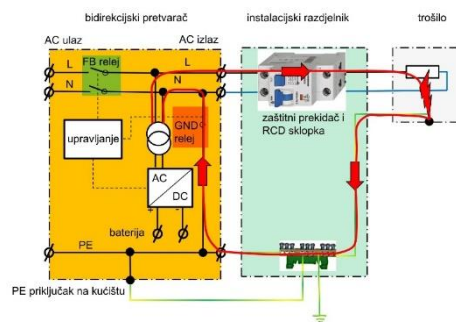 bidirekcijski pretvarač
instalacijski razdjelnik
trošilo
AC ulaz
AC izlaz
FB relej
L
L
N
N
GND
relej
upravljanje
zaštitni prekidač i
RCD sklopka
AC
DC
+
-
baterija
PE
PE priključak na kućištu